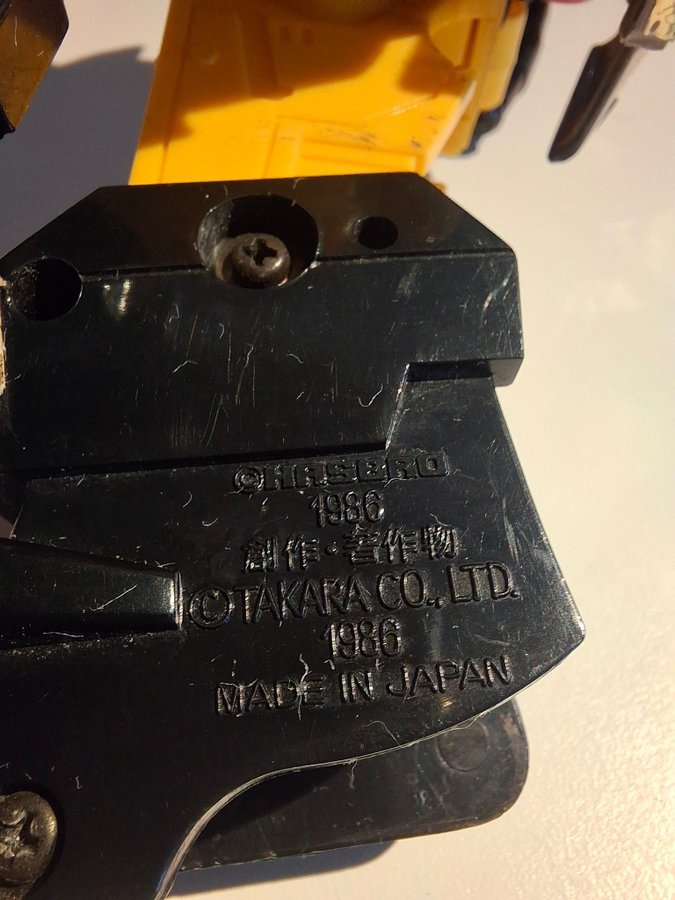 ©HASBRO
1986
創作·著作物
©TAKARA CO., LTD.
1986
MADE IN JAPAN